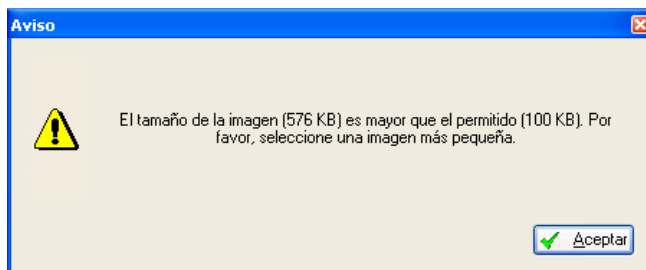 Aviso
El tamaño de la imagen (576 KB) es mayor que el permitido (100 KB). Por
favor, seleccione una imagen más pequeña.
Aceptar